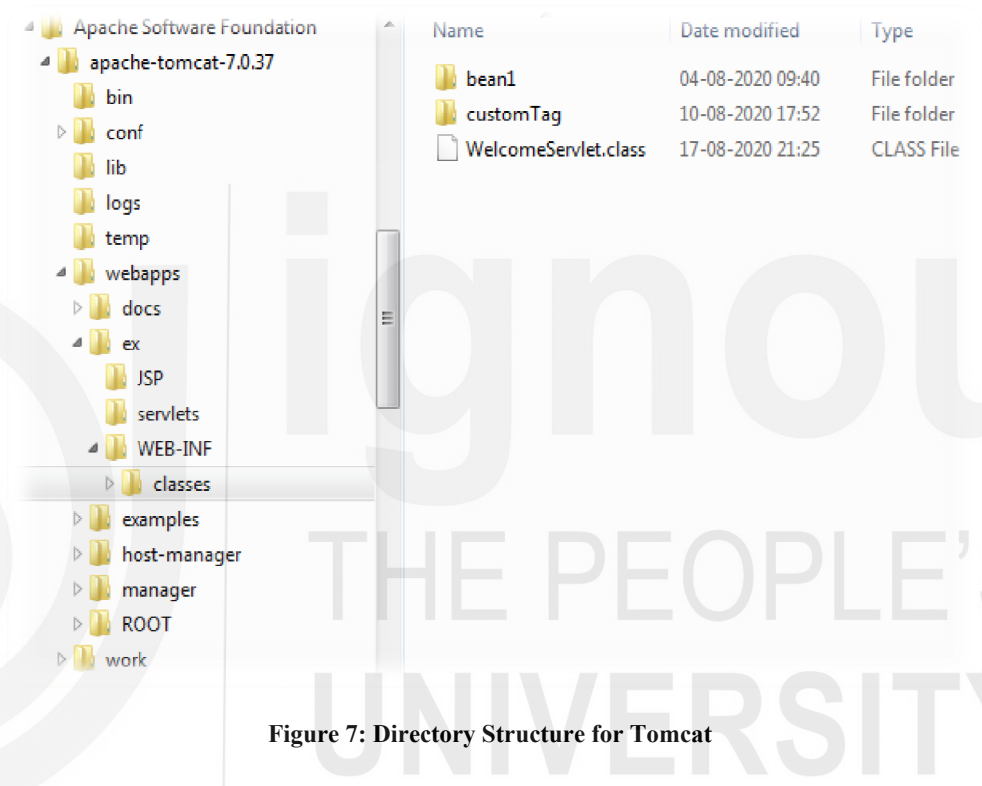 Apache Software Foundation
apache-tomcat-7.0.37
bin
conf
lib
logs
temp
webapps
docs
ex
JSP
servlets
WEB-INF
classes
examples
host-manager
manager
ROOT
work
Name Date modified Type
bean1 04-08-2020 09:40 File folder
customTag 10-08-2020 17:52 File folder
WelcomeServlet.class 17-08-2020 21:25 CLASS File
ignou
THE PEOPLE'S
UNIVERSITY
Figure 7: Directory Structure for Tomcat